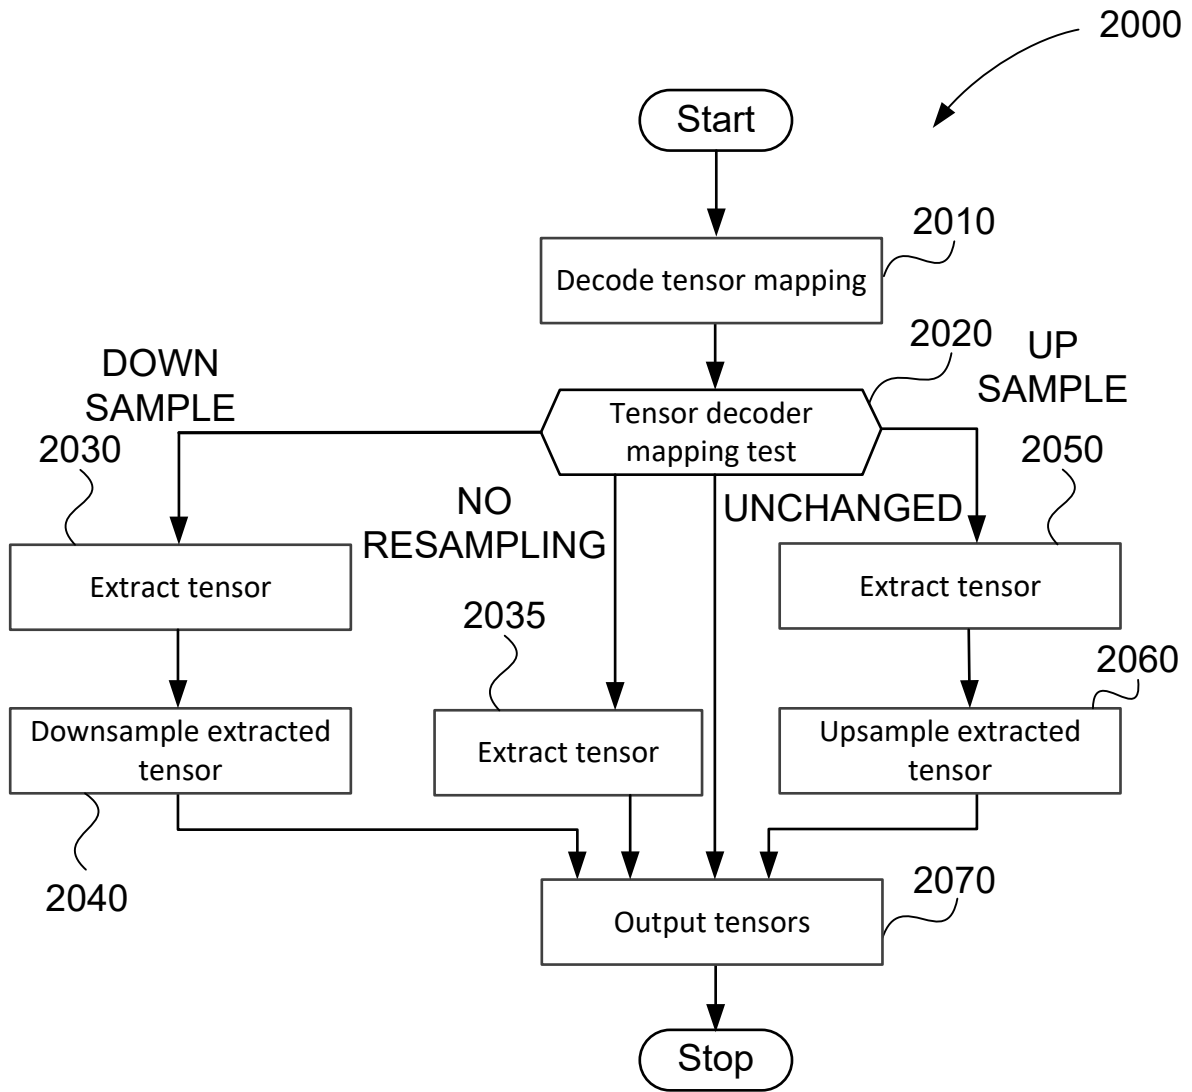 2000
Start
2010
Decode tensor mapping
2020
DOWN
SAMPLE
UP
SAMPLE
Tensor decoder
mapping test
2030
2050
NO
RESAMPLING
UNCHANGED
Extract tensor
Extract tensor
2035
2060
Downsample extracted
tensor
Extract tensor
Upsample extracted
tensor
2040
2070
Output tensors
Stop